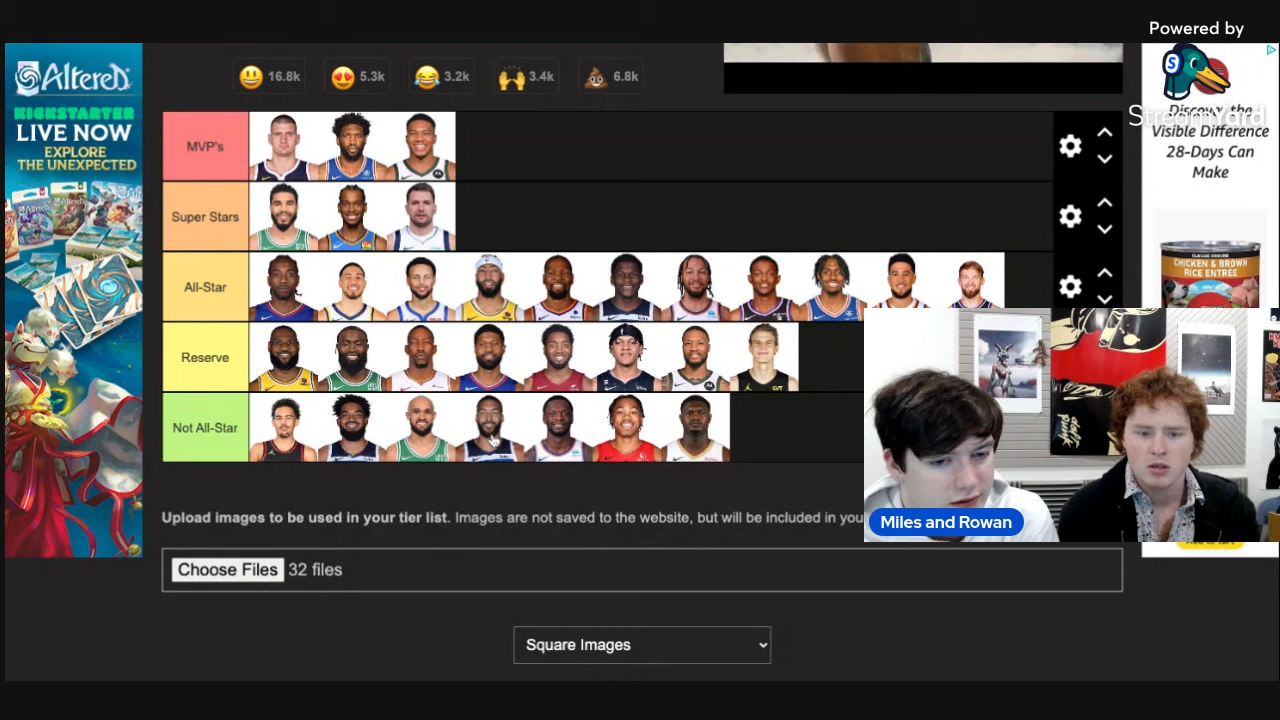 Powered by
StreamYard
ALTERED
KICKSTARTER
LIVE NOW
EXPLORE
THE UNEXPECTED
16.8k
5.3k
3.2k
3.4k
6.8k
Discover the
Visible Difference
28-Days Can
Make
MVP's
Super Stars
All-Star
Reserve
Not All-Star
CHICKEN & BROWN
RICE ENTRÉE
Upload images to be used in your tier list. Images are not saved to the website, but will be included in you
Choose Files 32 files
Square Images
Miles and Rowan